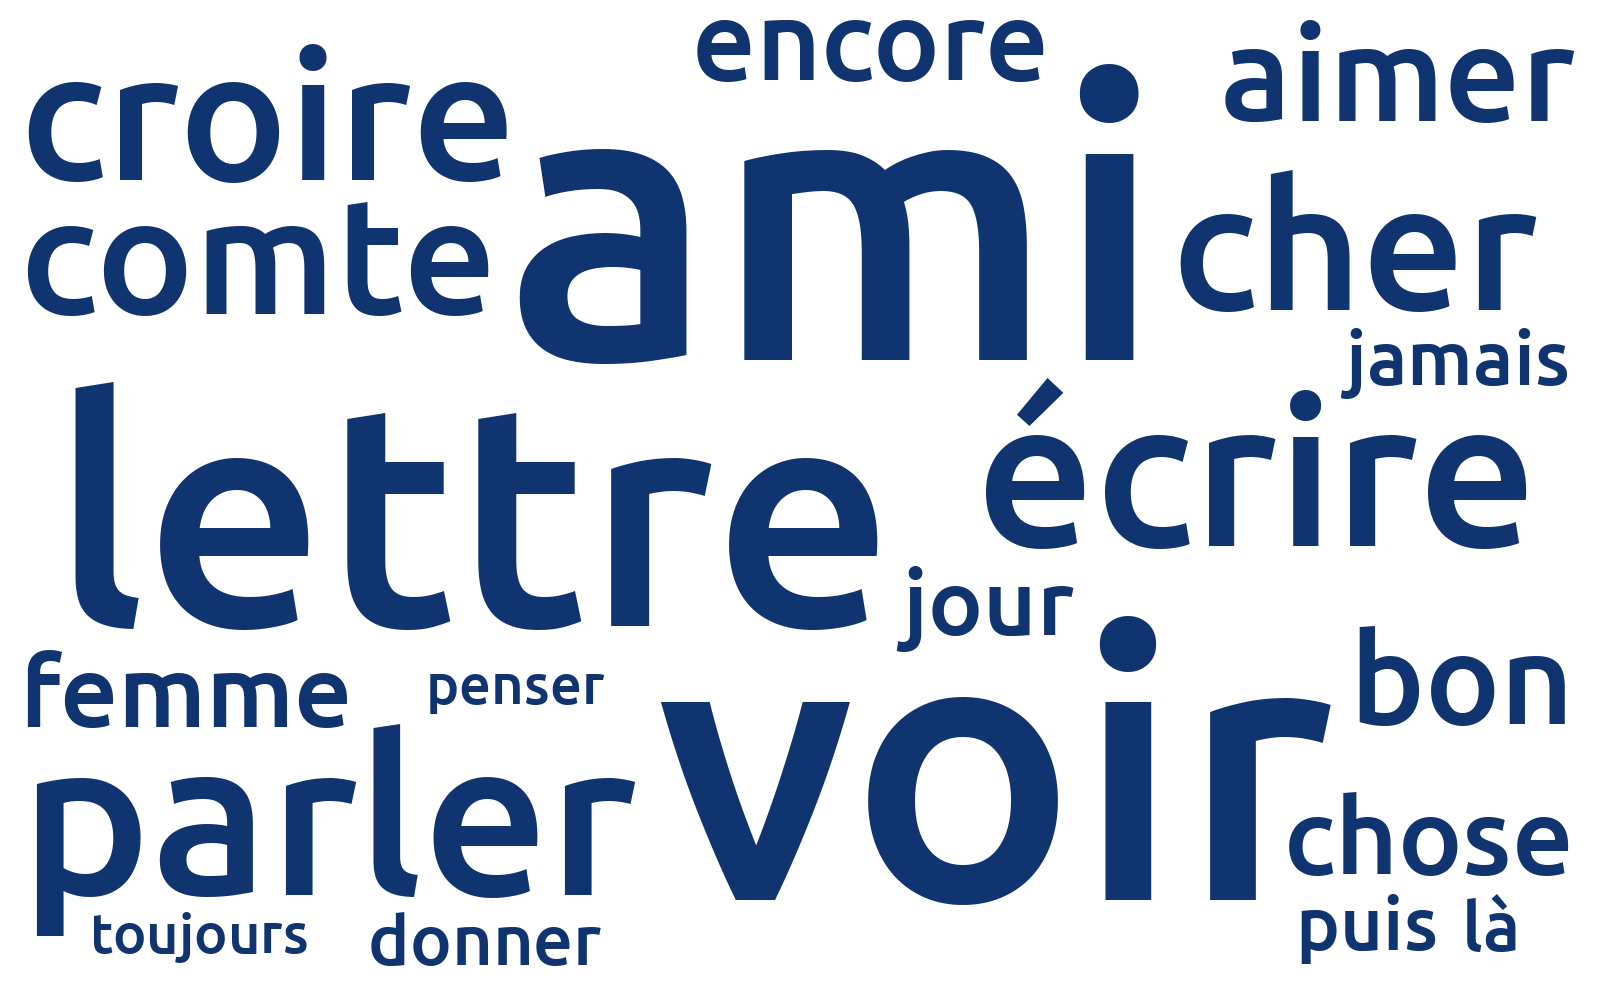 encore
aimer
croire
ami
cher
comte
jamais
lettre
écrire
jour
femme
penser
voir
bon
parler
chose
toujours
donner
puis là